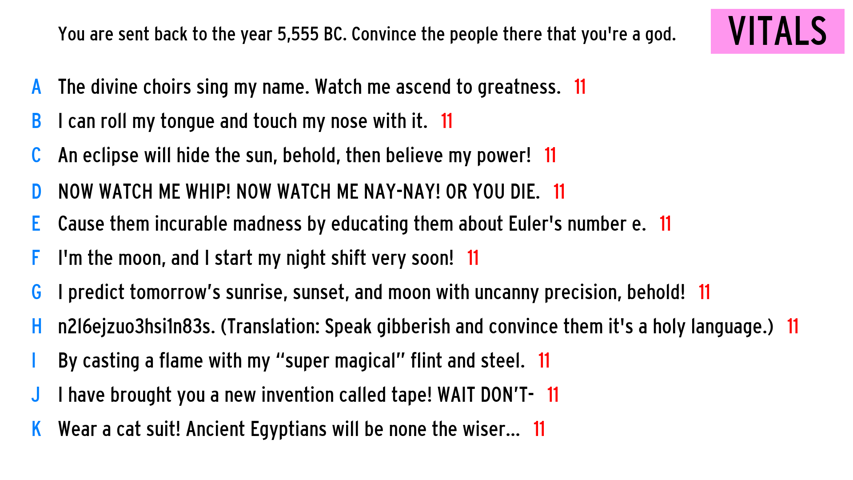 You are sent back to the year 5,555 BC. Convince the people there that you're a god.
VITALS
A The divine choirs sing my name. Watch me ascend to greatness. 11
B I can roll my tongue and touch my nose with it. 11
C An eclipse will hide the sun, behold, then believe my power! 11
D NOW WATCH ME WHIP! NOW WATCH ME NAY-NAY! OR YOU DIE. 11
E Cause them incurable madness by educating them about Euler's number e. 11
F I'm the moon, and I start my night shift very soon! 11
G I predict tomorrow’s sunrise, sunset, and moon with uncanny precision, behold! 11
H n2l6ejzuo3hsi1n83s. (Translation: Speak gibberish and convince them it's a holy language.) 11
I By casting a flame with my “super magical” flint and steel. 11
J I have brought you a new invention called tape! WAIT DON’T- 11
K Wear a cat suit! Ancient Egyptians will be none the wiser... 11